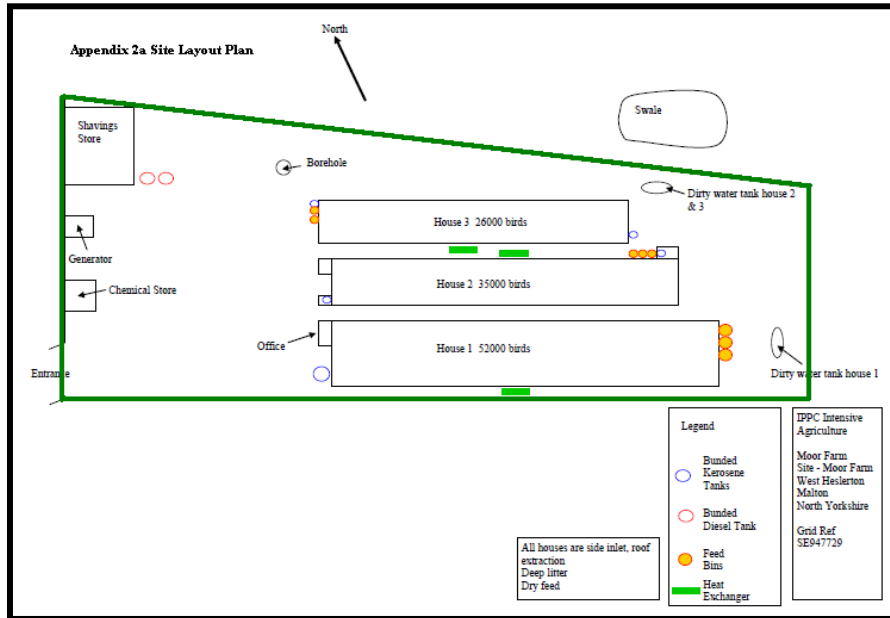 North
Appendix 2a Site Layout Plan
Shavings
Store
Swale
Borehole
Dirty water tank house 2
& 3
House 3  26000 birds
Generator
House 2  35000 birds
Chemical Store
Office
House 1  52000 birds
Entrance
Dirty water tank house 1
Legend
Bunded
Kerosene
Tanks
Bunded
Diesel Tank
Feed
Bins
Heat
Exchanger
IPPC Intensive
Agriculture
Moor Farm
Site - Moor Farm
West Heslerton
Malton
North Yorkshire
Grid Ref
SE947729
All houses are side inlet, roof
extraction
Deep litter
Dry feed